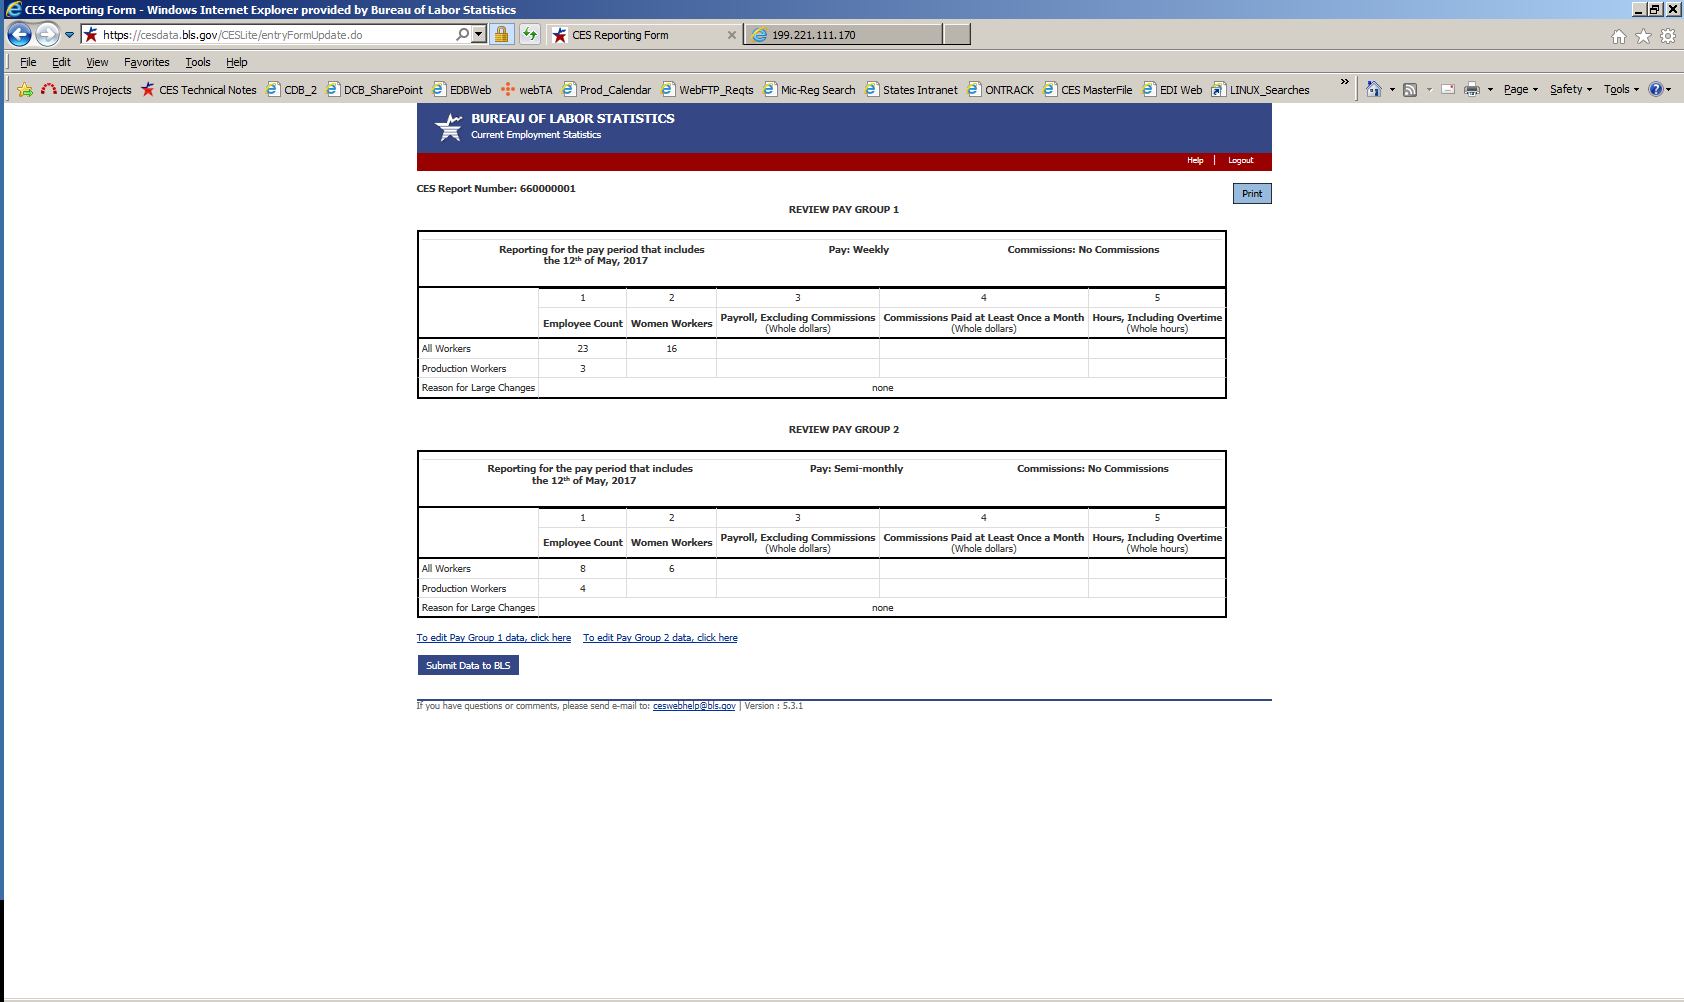 CES Reporting Form - Windows Internet Explorer provided by Bureau of Labor Statistics
https://cesdata.bls.gov/CESLite/entryFormUpdate.do
CES Reporting Form
199.221.111.170
File Edit View Favorites Tools Help
DEWS Projects CES Technical Notes CDB_2 DCB_SharePoint EDBWeb webTA Prod_Calendar WebFTP_Reqts Mic-Reg Search States Intranet ONTRACK CES MasterFile EDI Web LINUX_Searches » Page Safety Tools
BUREAU OF LABOR STATISTICS
Current Employment Statistics
Help | Logout
CES Report Number: 660000001
Print
REVIEW PAY GROUP 1
Reporting for the pay period that includes Pay: Weekly Commissions: No Commissions
the 12th of May, 2017
1 2 3 4 5
Employee Count Women Workers Payroll, Excluding Commissions Commissions Paid at Least Once a Month Hours, Including Overtime
(Whole dollars) (Whole dollars) (Whole hours)
All Workers 23 16
Production Workers 3
Reason for Large Changes none
REVIEW PAY GROUP 2
Reporting for the pay period that includes Pay: Semi-monthly Commissions: No Commissions
the 12th of May, 2017
1 2 3 4 5
Employee Count Women Workers Payroll, Excluding Commissions Commissions Paid at Least Once a Month Hours, Including Overtime
(Whole dollars) (Whole dollars) (Whole hours)
All Workers 8 6
Production Workers 4
Reason for Large Changes none
To edit Pay Group 1 data, click here To edit Pay Group 2 data, click here
Submit Data to BLS
If you have questions or comments, please send e-mail to: ceswebhelp@bls.gov | Version : 5.3.1